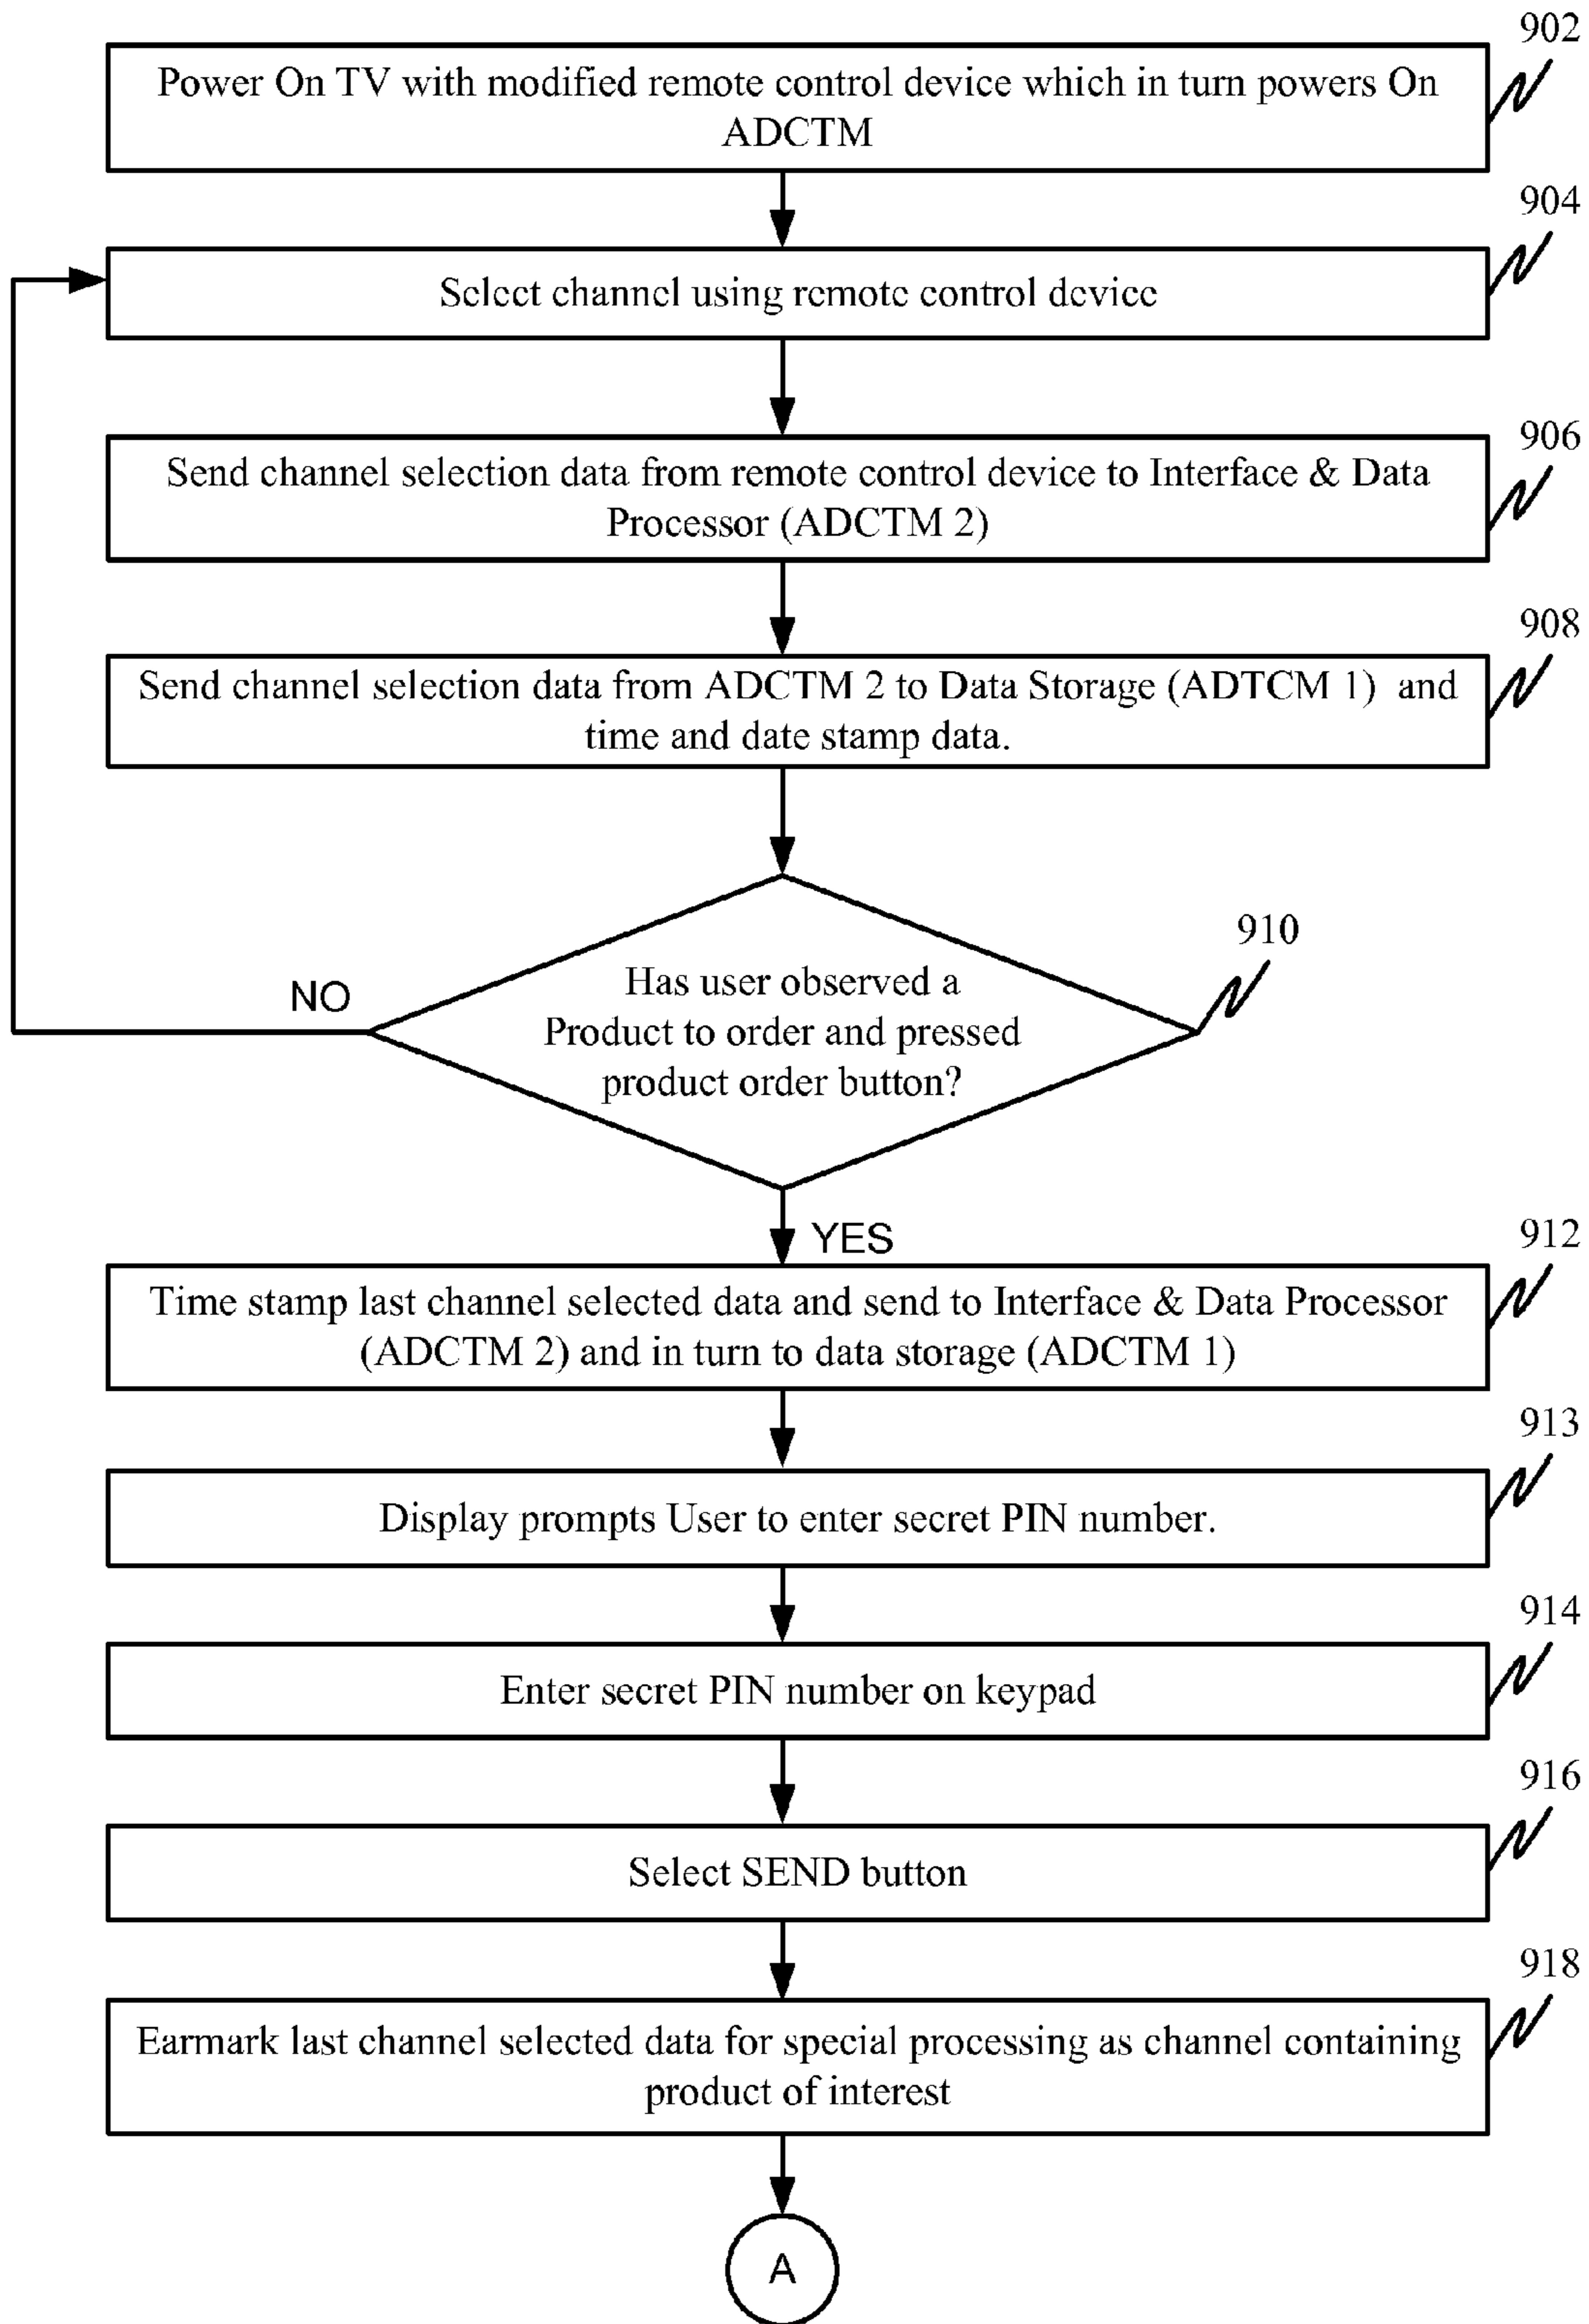 902
Power On TV with modified remote control device which in turn powers On
ADCTM
904
Select channel using remote control device
906
Send channel selection data from remote control device to Interface & Data
Processor (ADCTM 2)
908
Send channel selection data from ADCTM 2 to Data Storage (ADTCM 1) and
time and date stamp data.
910
Has user observed a
Product to order and pressed
product order button?
NO
YES
912
Time stamp last channel selected data and send to Interface & Data Processor
(ADCTM 2) and in turn to data storage (ADCTM 1)
913
Display prompts User to enter secret PIN number.
914
Enter secret PIN number on keypad
916
Select SEND button
918
Earmark last channel selected data for special processing as channel containing
product of interest
A